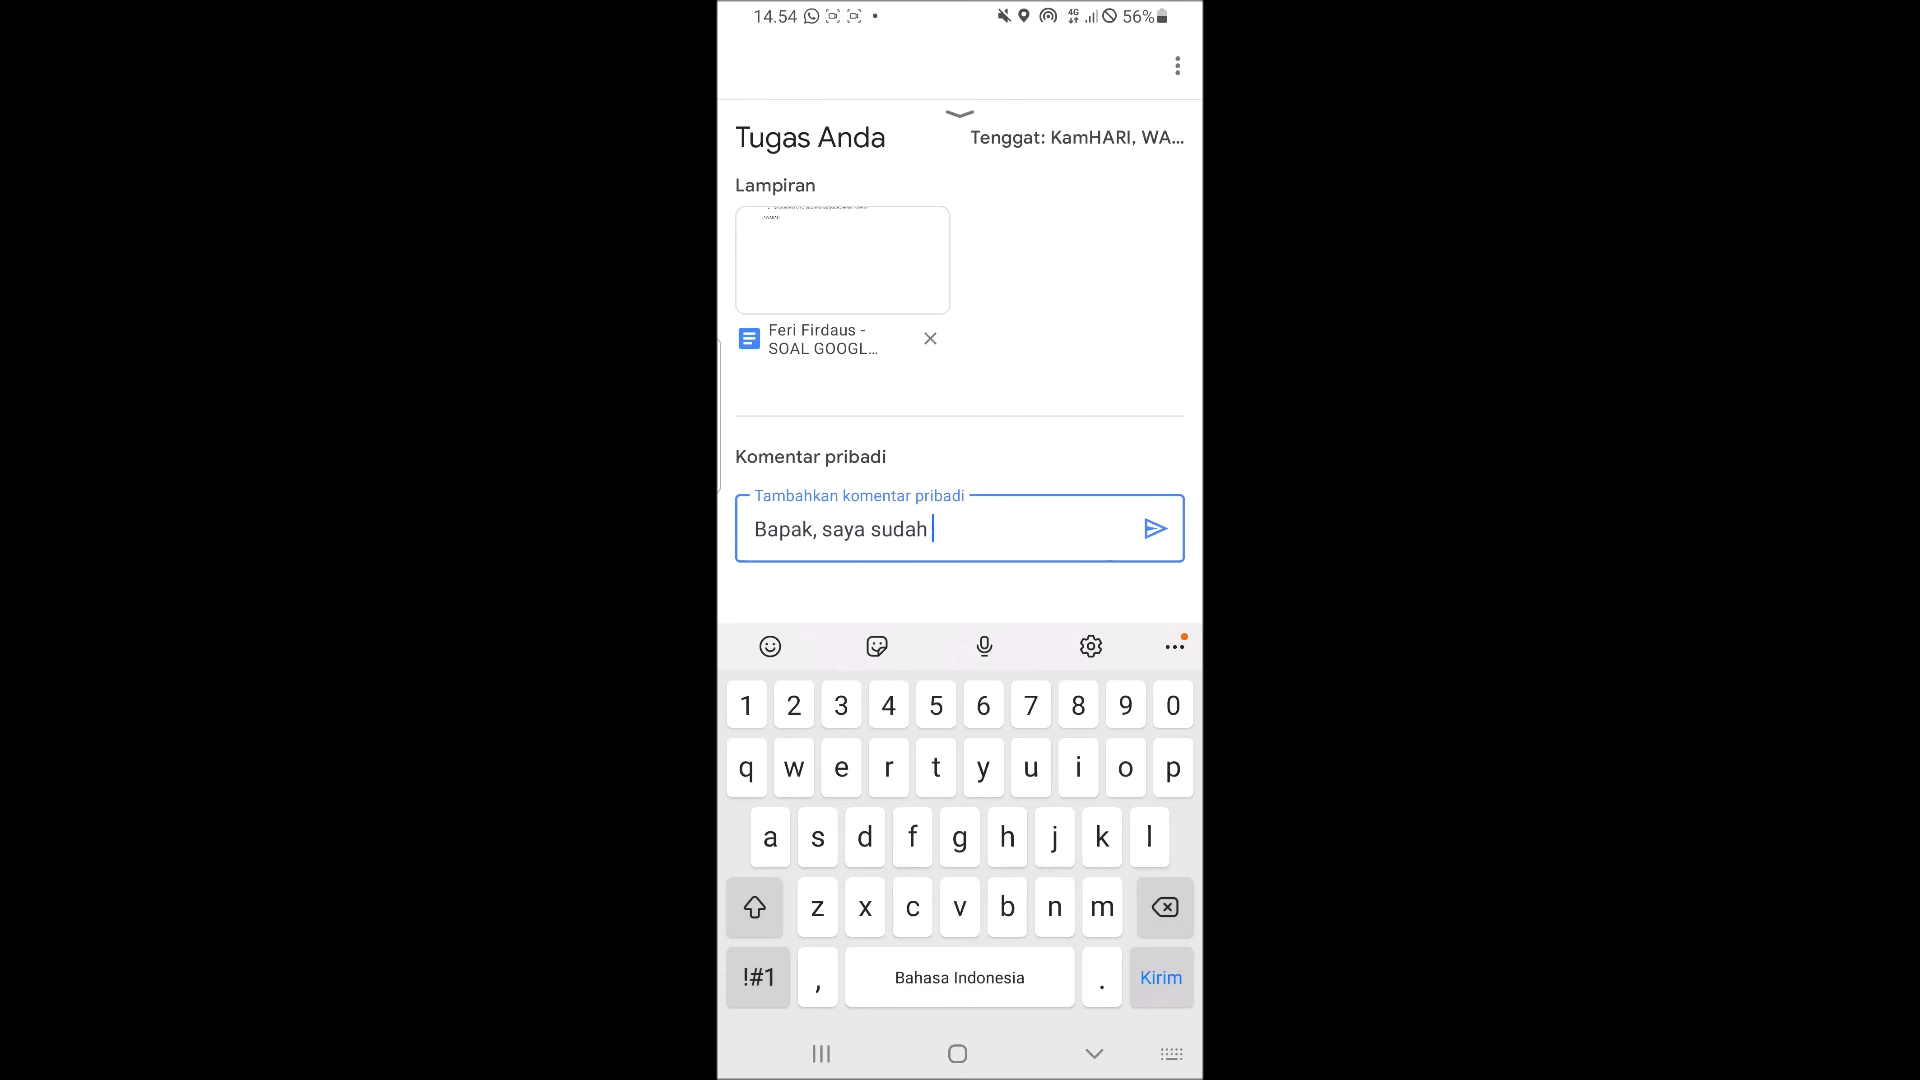 14.54
4G
56%
Tugas Anda
Tenggat: KamHARI, WA...
Lampiran
Feri Firdaus -
SOAL GOOGL...
Komentar pribadi
Tambahkan komentar pribadi
Bapak, saya sudah
1 2 3 4 5 6 7 8 9 0
q w e r t y u i o p
a s d f g h j k l
z x c v b n m
!#1 , Bahasa Indonesia . Kirim